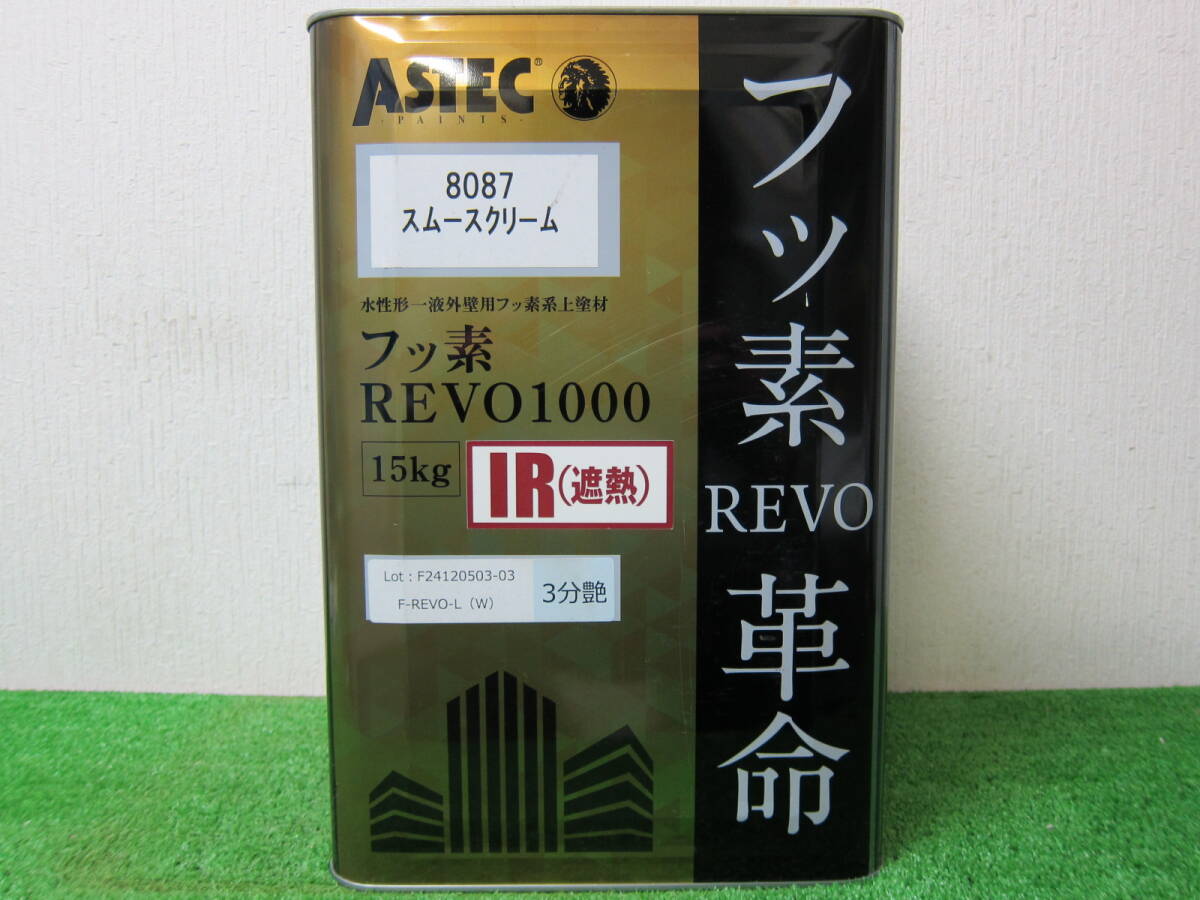 ASTEC®
-PAINTS-
8087
スムースクリーム
水性形一液外壁用フッ素系上塗材
フッ素
REVO1000
15kg
IR(遮熱)
Lot : F24120503-03
F-REVO-L（W）
3分艶
フッ素
REVO
革命